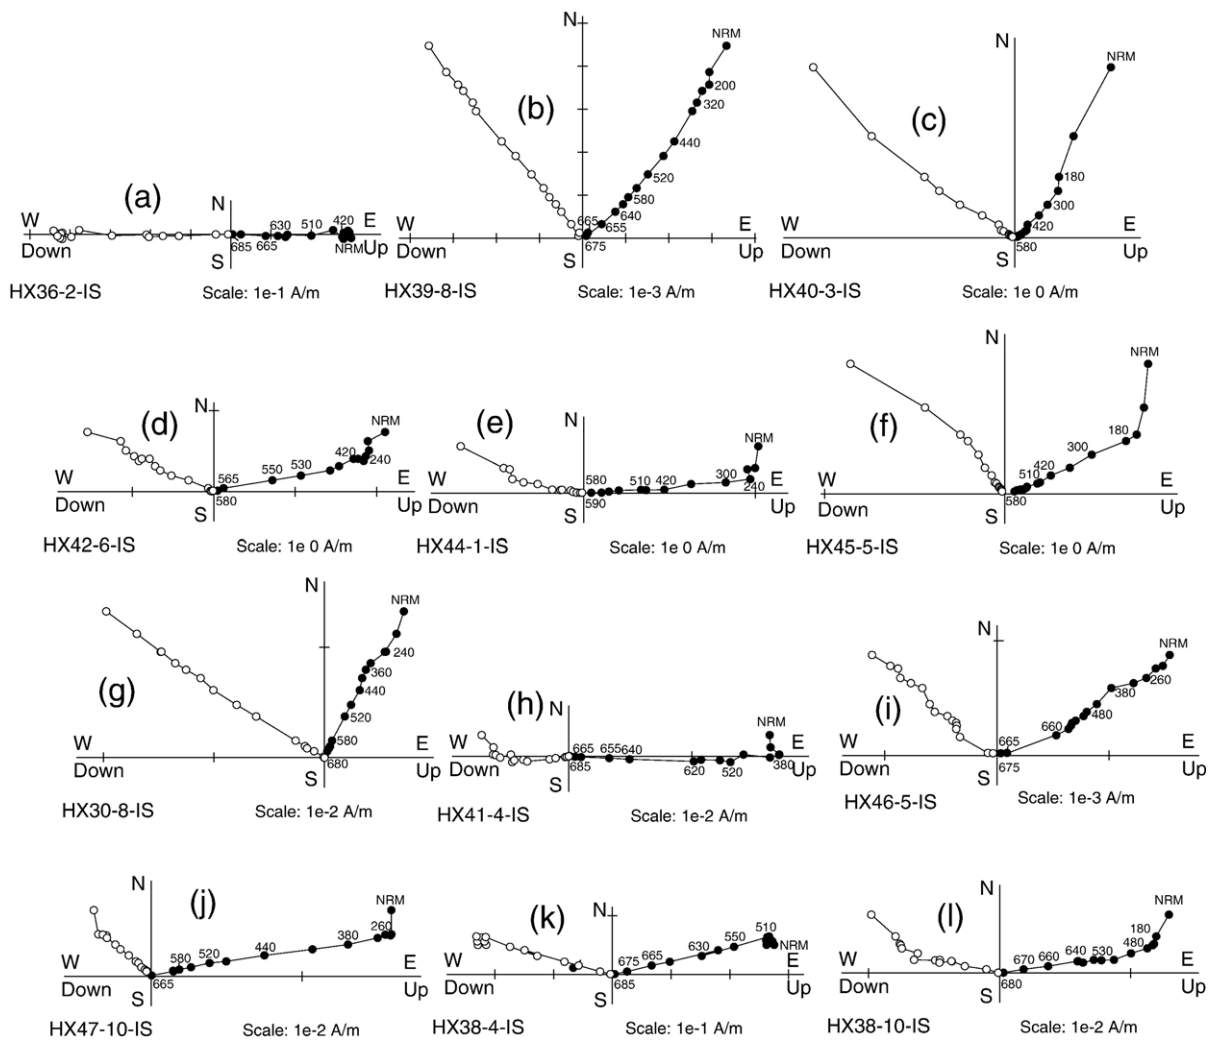 (a)
N
W
E
630
510
420
Down
685
665
NRM
Up
S
HX36-2-IS
Scale: 1e-1 A/m
(b)
N
NRM
200
320
440
520
580
640
665
655
W
E
Down
675
Up
S
HX39-8-IS
Scale: 1e-3 A/m
(c)
N
NRM
180
300
420
W
E
Down
580
Up
S
HX40-3-IS
Scale: 1e 0 A/m
(d)
N
NRM
420
240
530
550
565
W
E
Down
580
Up
S
HX42-6-IS
Scale: 1e 0 A/m
(e)
N
NRM
W
E
580
510
420
300
240
Down
590
Up
S
HX44-1-IS
Scale: 1e 0 A/m
(f)
N
NRM
180
300
420
510
W
E
Down
580
Up
S
HX45-5-IS
Scale: 1e 0 A/m
(g)
N
NRM
240
360
440
520
580
W
E
Down
680
Up
S
HX30-8-IS
Scale: 1e-2 A/m
(h)
N
NRM
W
E
665
655
640
Down
685
620
520
380
Up
S
HX41-4-IS
Scale: 1e-2 A/m
(i)
N
NRM
260
380
480
660
665
W
E
Down
675
Up
S
HX46-5-IS
Scale: 1e-3 A/m
(j)
N
NRM
260
380
440
520
580
W
E
Down
665
Up
S
HX47-10-IS
Scale: 1e-2 A/m
(k)
N
510
550
630
NRM
665
675
W
E
Down
685
Up
S
HX38-4-IS
Scale: 1e-1 A/m
(l)
N
NRM
180
480
530
640
660
670
W
E
Down
680
Up
S
HX38-10-IS
Scale: 1e-2 A/m